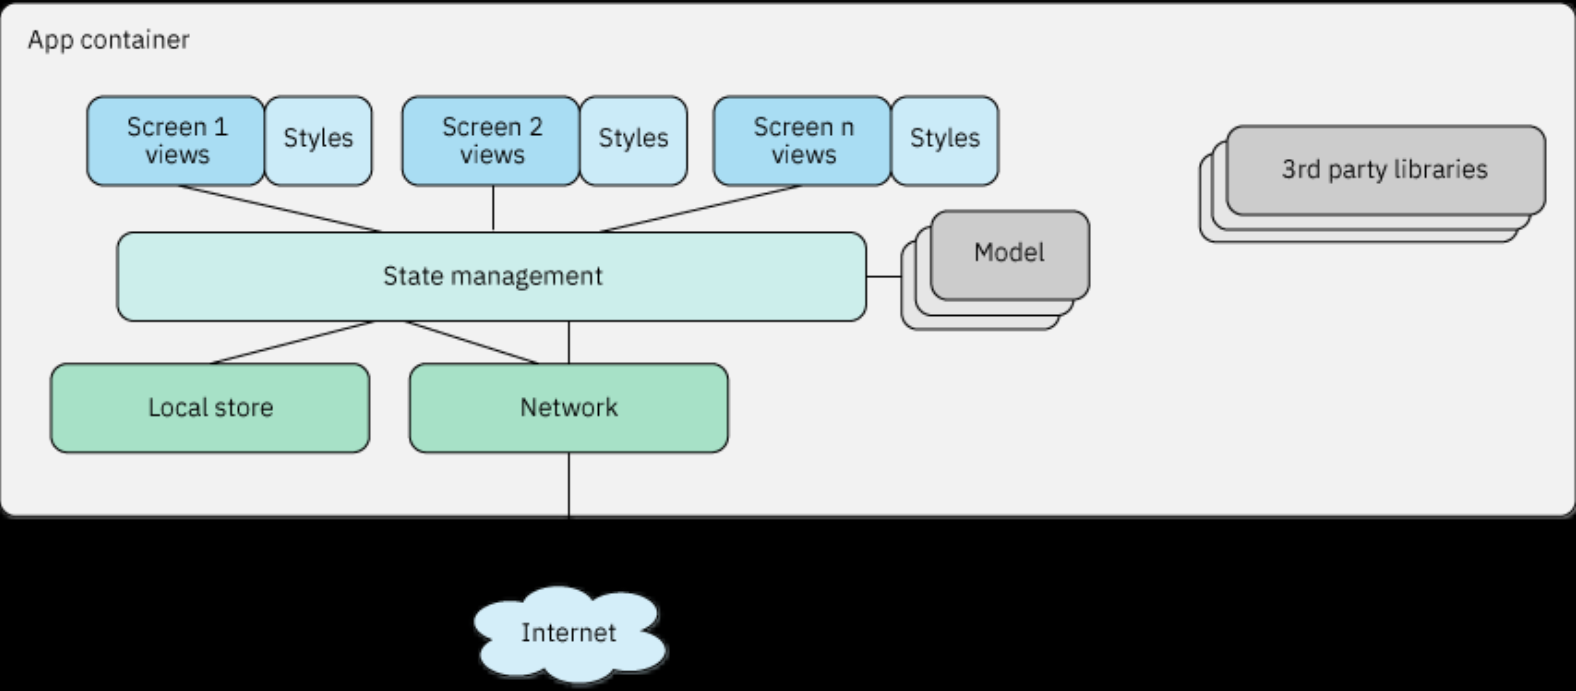 App container
Screen 1
views
Styles
Screen 2
views
Styles
Screen n
views
Styles
3rd party libraries
State management
Model
Local store
Network
Internet